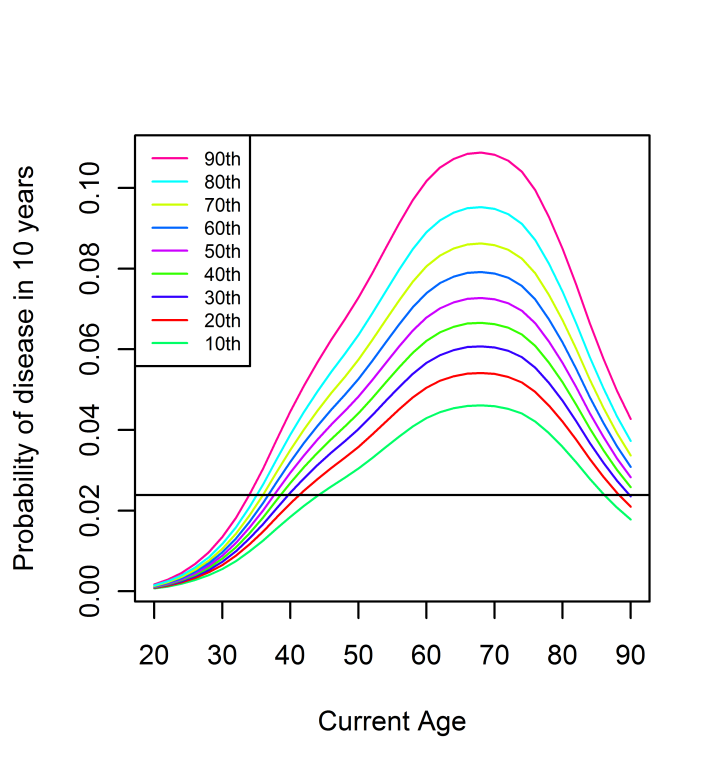 90th
80th
70th
60th
50th
40th
30th
20th
10th
Probability of disease in 10 years
0.10
0.08
0.06
0.04
0.02
0.00
20 30 40 50 60 70 80 90
Current Age